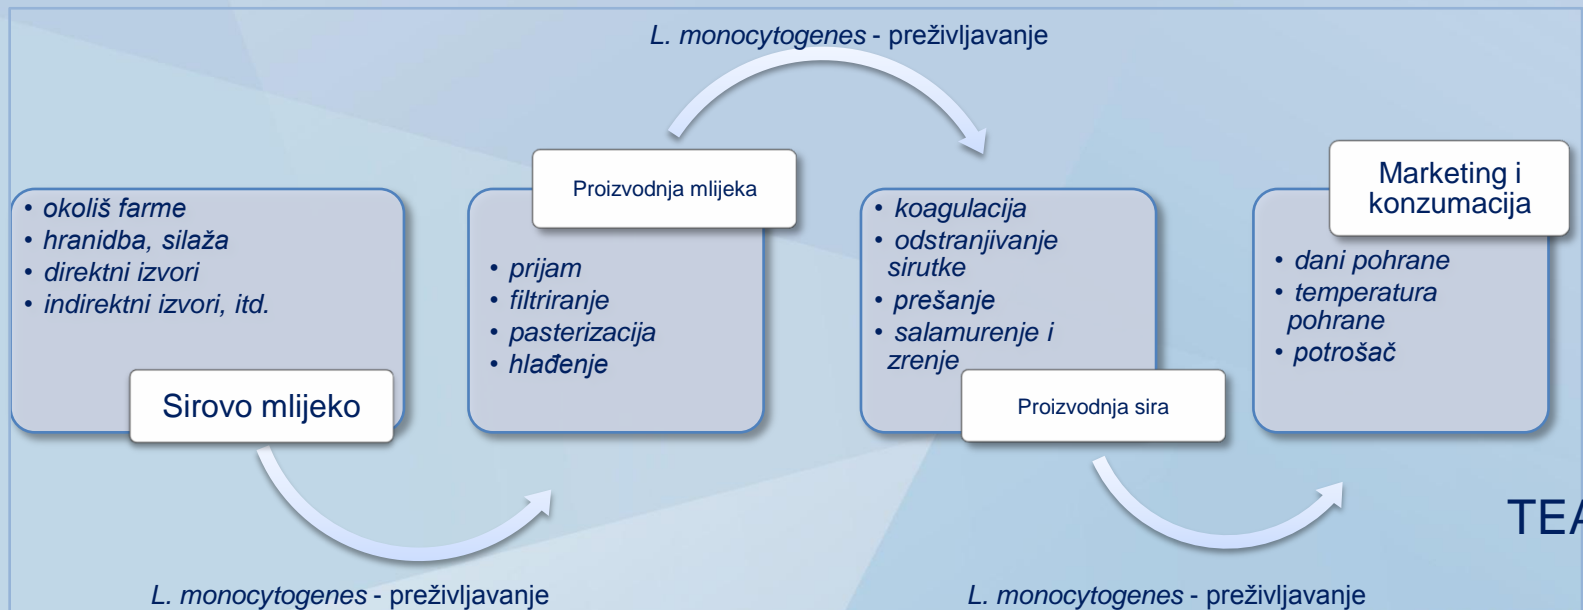 L. monocytogenes - preživljavanje
• okoliš farme
• hranidba, silaža
• direktni izvori
• indirektni izvori, itd.
Sirovo mlijeko
Proizvodnja mlijeka
• prijam
• filtriranje
• pasterizacija
• hlađenje
• koagulacija
• odstranjivanje
sirutke
• prešanje
• salamurenje i
zrenje
Proizvodnja sira
Marketing i
konzumacija
• dani pohrane
• temperatura
pohrane
• potrošač
TEA
L. monocytogenes - preživljavanje
L. monocytogenes - preživljavanje